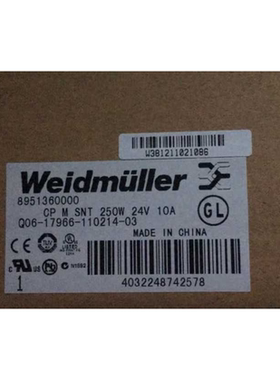 W381211021086
Weidmüller
8951360000
CP M SNT 250W 24V 10A
Q06-17966-110214-03
GL
MADE IN CHINA
1
4032248742578